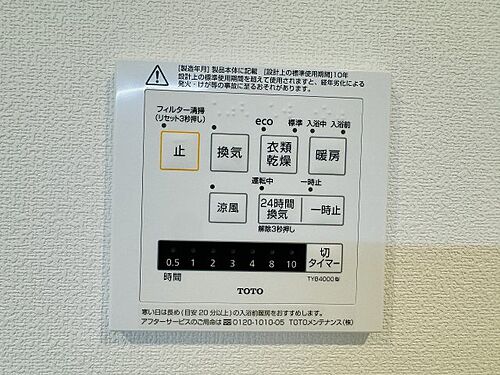 [製造年月] 製品本体に記載 [設計上の標準使用期間]10年
設計上の標準使用期間を超えて使用されますと、経年劣化による
発火・けが等の事故に至るおそれがあります。
フィルター清掃
(リセット3秒押し)
eco 標準 入浴中 入浴前
止 換気 衣類乾燥 暖房
運転中 一時止
涼風 24時間換気 一時止
解除3秒押し
0.5 1 2 3 4 8 10 切タイマー
時間 TYB4000型
TOTO
寒い日は長め(目安20分以上)の入浴前暖房をおすすめします。
アフターサービスのご用命は 0120-1010-05 TOTOメンテナンス(株)